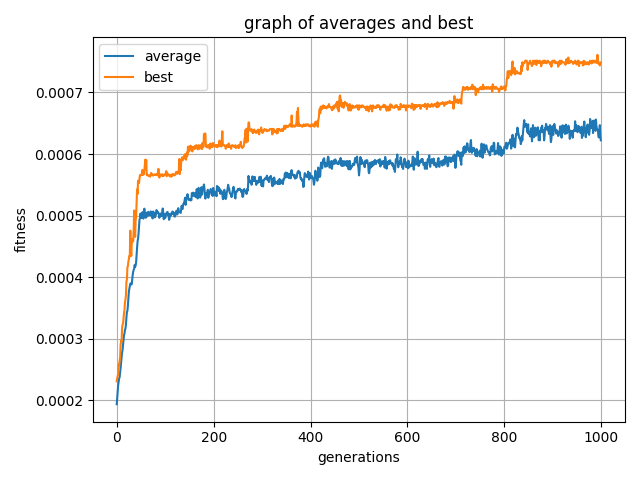 graph of averages and best
average
best
fitness
0.0007
0.0006
0.0005
0.0004
0.0003
0.0002
0 200 400 600 800 1000
generations